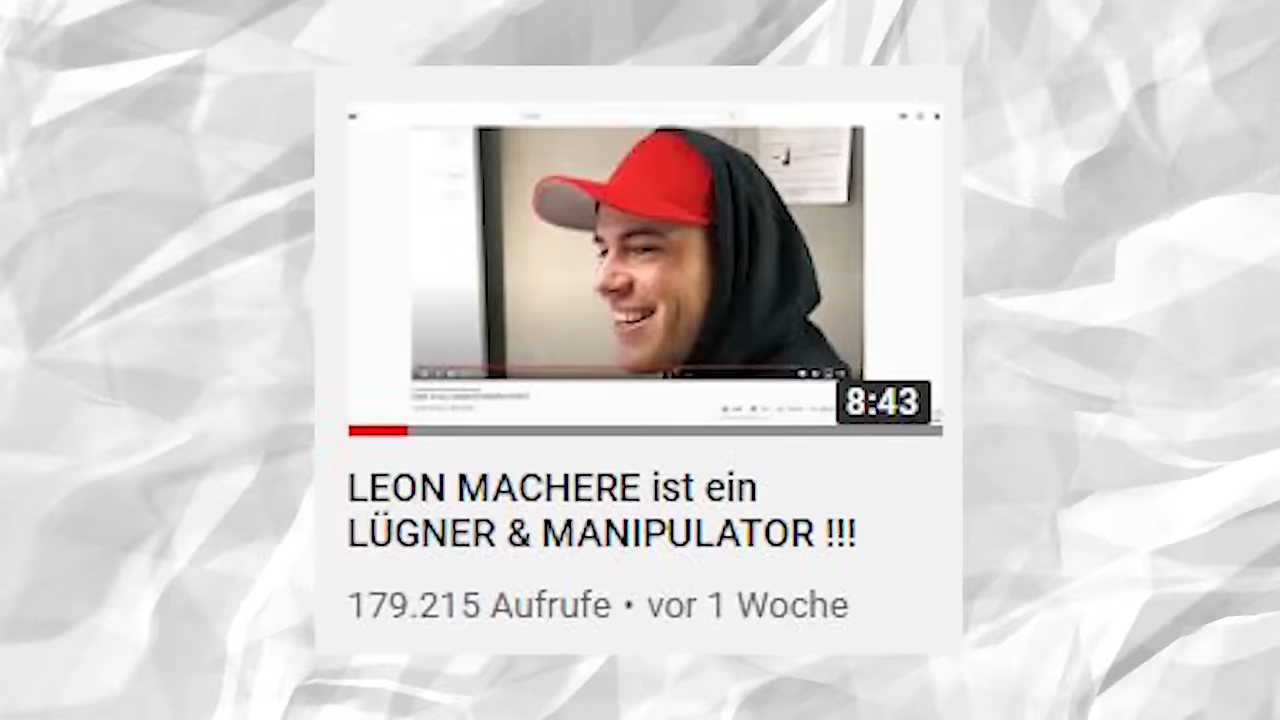 8:43
LEON MACHERE ist ein
LÜGNER & MANIPULATOR !!!
179.215 Aufrufe • vor 1 Woche